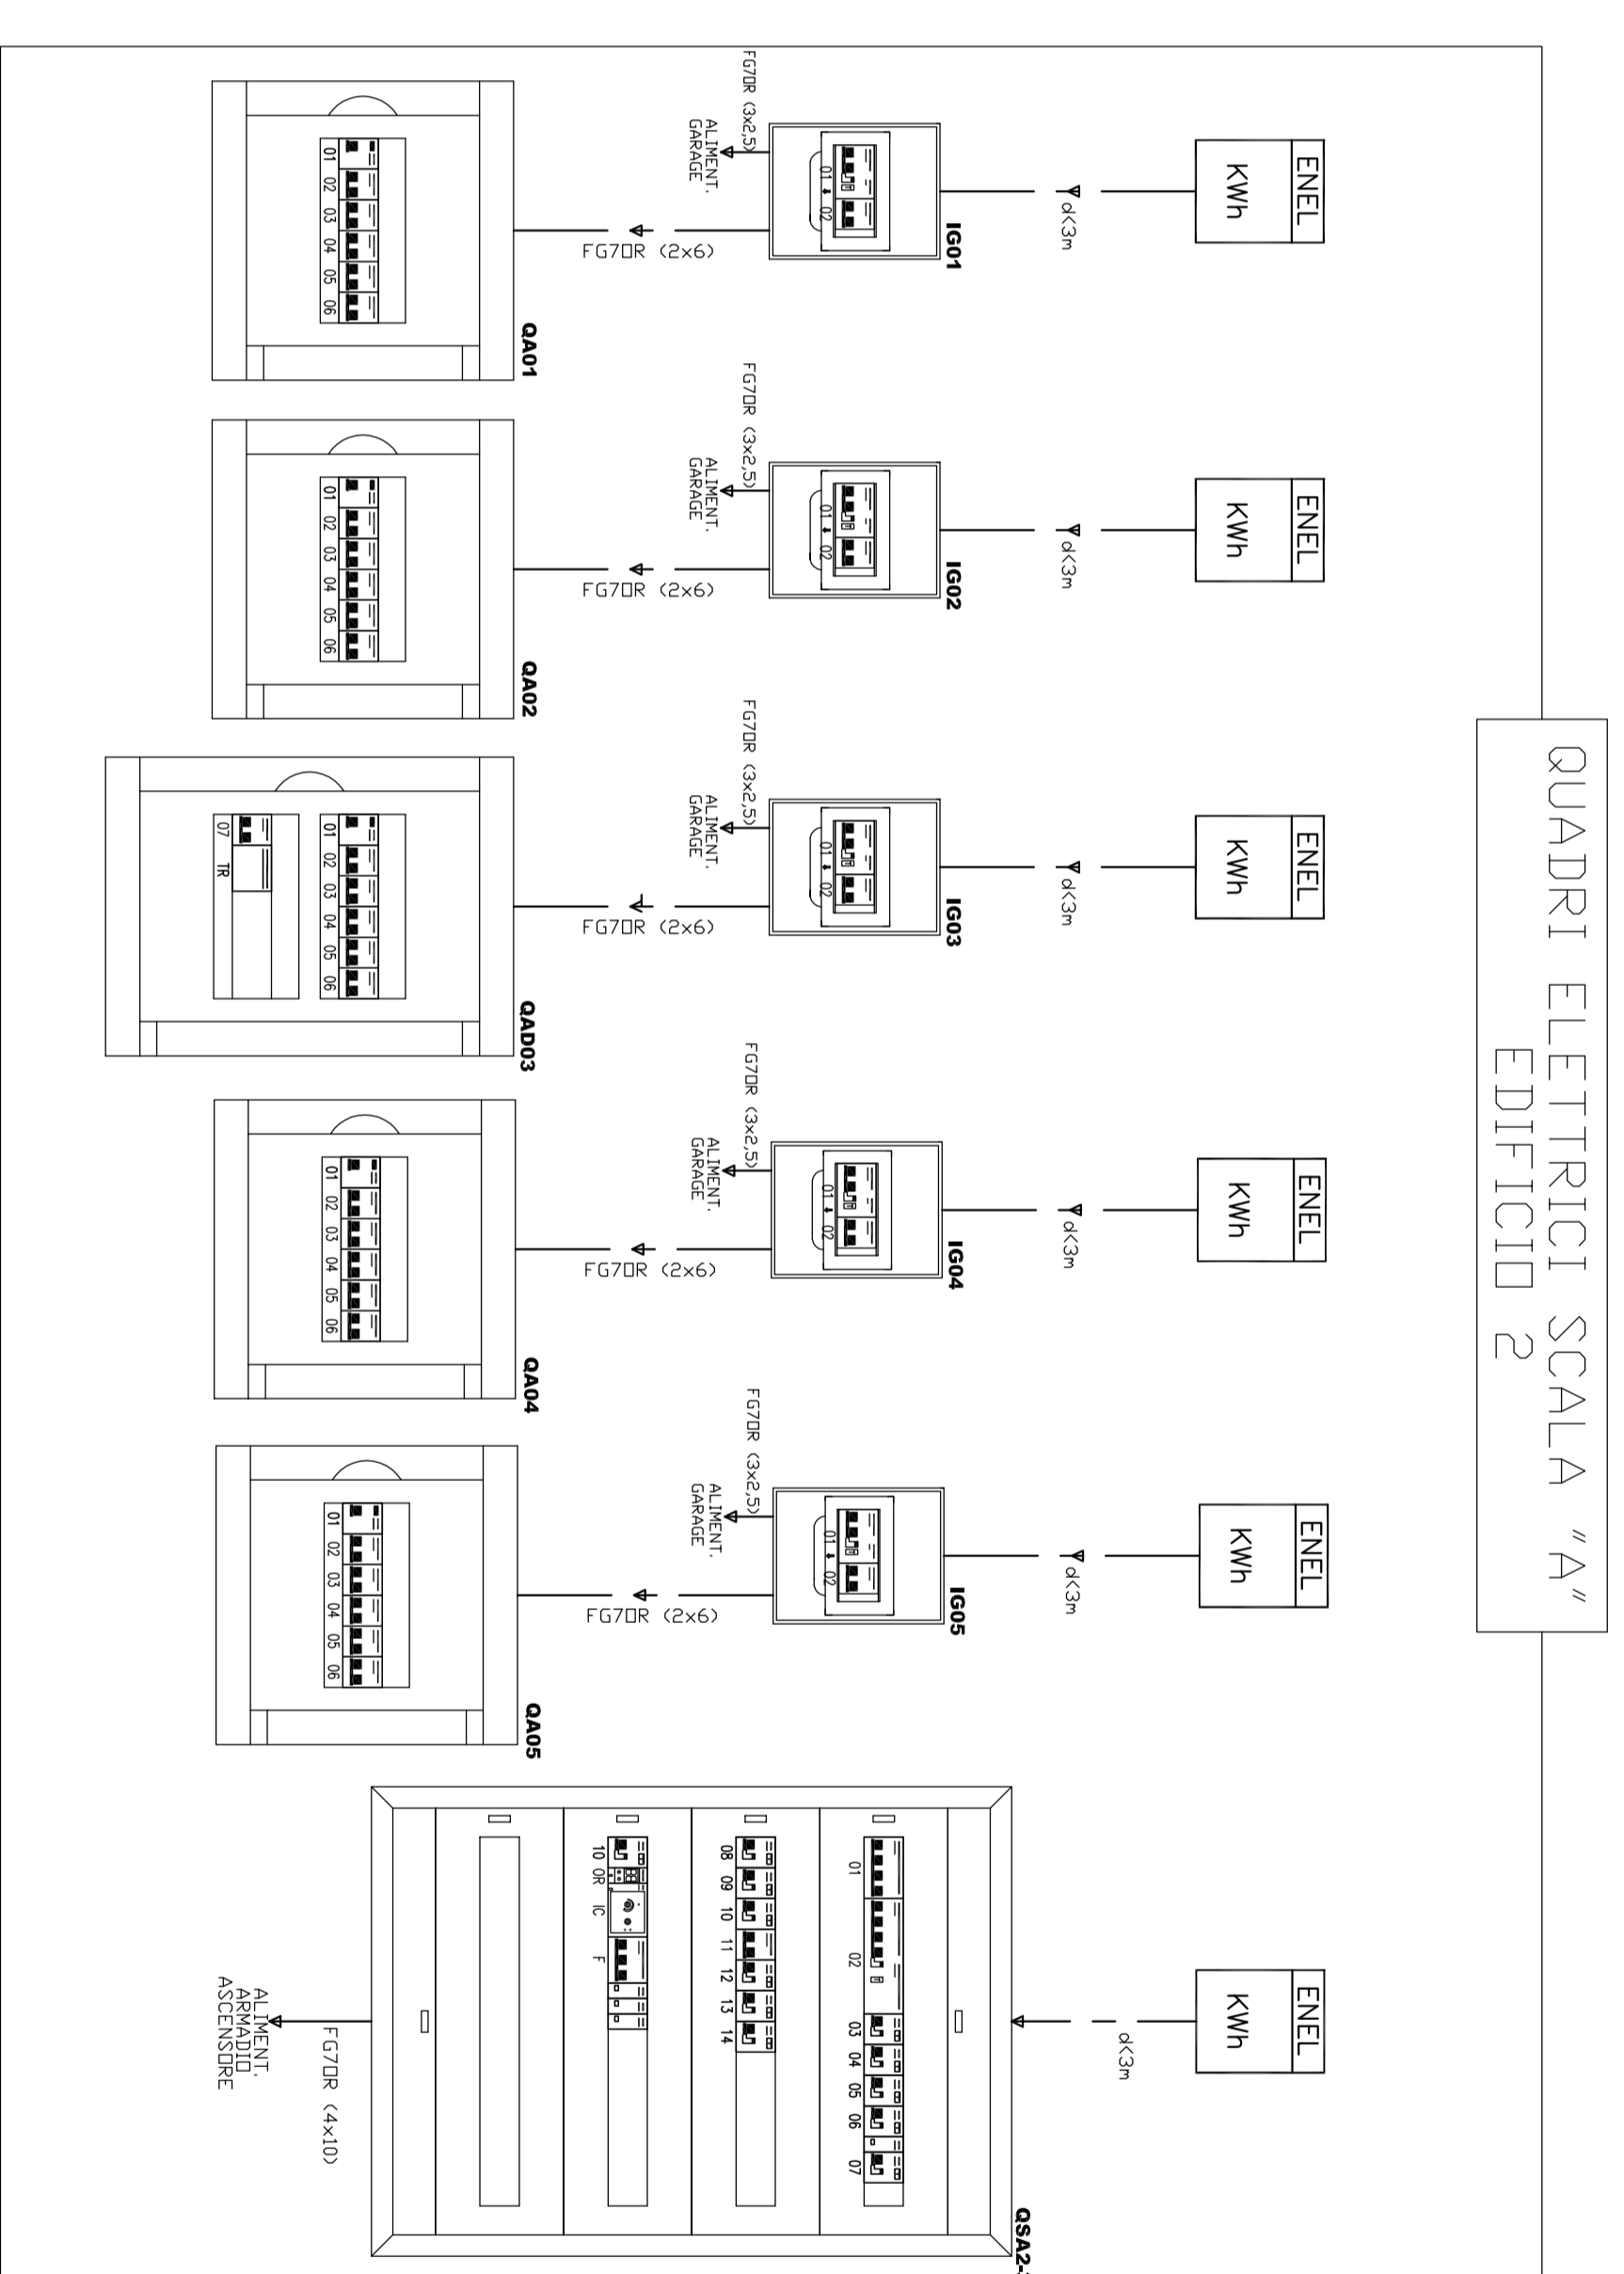 QUADRI ELETTRICI SCALA "A"
EDIFICIO 2
ENEL
KWh
d<3m
IG01
01 02
FG7OR (3x2,5)
ALIMENT.
GARAGE
FG7OR (2x6)
QA01
01 02 03 04 05 06
ENEL
KWh
d<3m
IG02
01 02
FG7OR (3x2,5)
ALIMENT.
GARAGE
FG7OR (2x6)
QA02
01 02 03 04 05 06
ENEL
KWh
d<3m
IG03
01 02
FG7OR (3x2,5)
ALIMENT.
GARAGE
FG7OR (2x6)
QAD03
01 02 03 04 05 06
07 TR
ENEL
KWh
d<3m
IG04
01 02
FG7OR (3x2,5)
ALIMENT.
GARAGE
FG7OR (2x6)
QA04
01 02 03 04 05 06
ENEL
KWh
d<3m
IG05
01 02
FG7OR (3x2,5)
ALIMENT.
GARAGE
FG7OR (2x6)
QA05
01 02 03 04 05 06
ENEL
KWh
d<3m
QSA2-
01 02 03 04 05 06 07
08 09 10 11 12 13 14
10 OR IC F
FG7OR (4x10)
ALIMENT.
ARMADIO
ASCENSORE